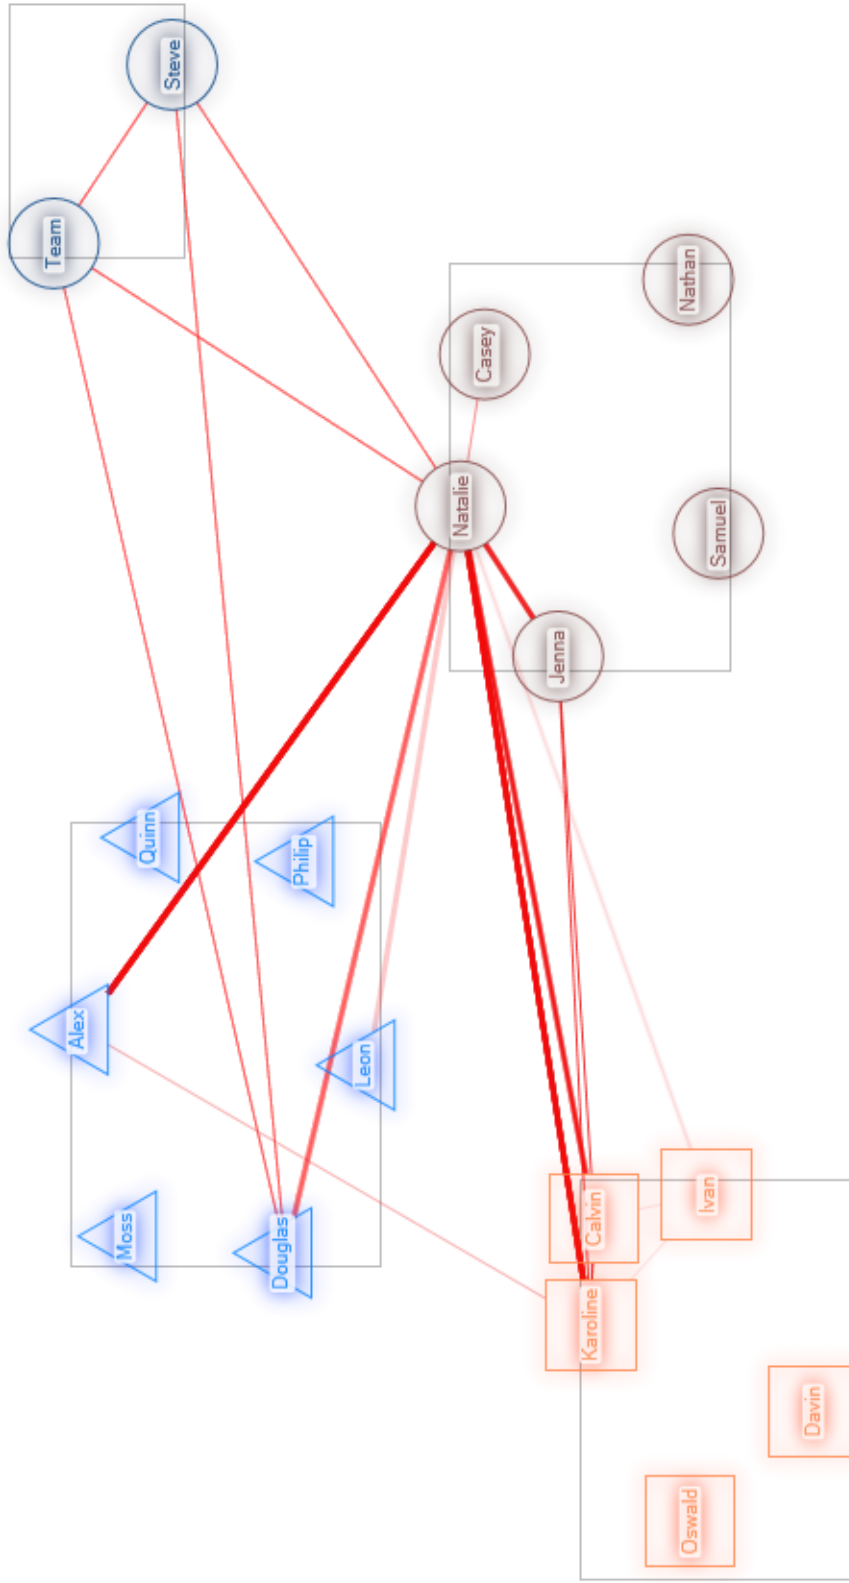 Steve
Team
Nathan
Casey
Natalie
Samuel
Jenna
Quinn
Philip
Alex
Leon
Moss
Douglas
Ivan
Calvin
Karoline
Davin
Oswald